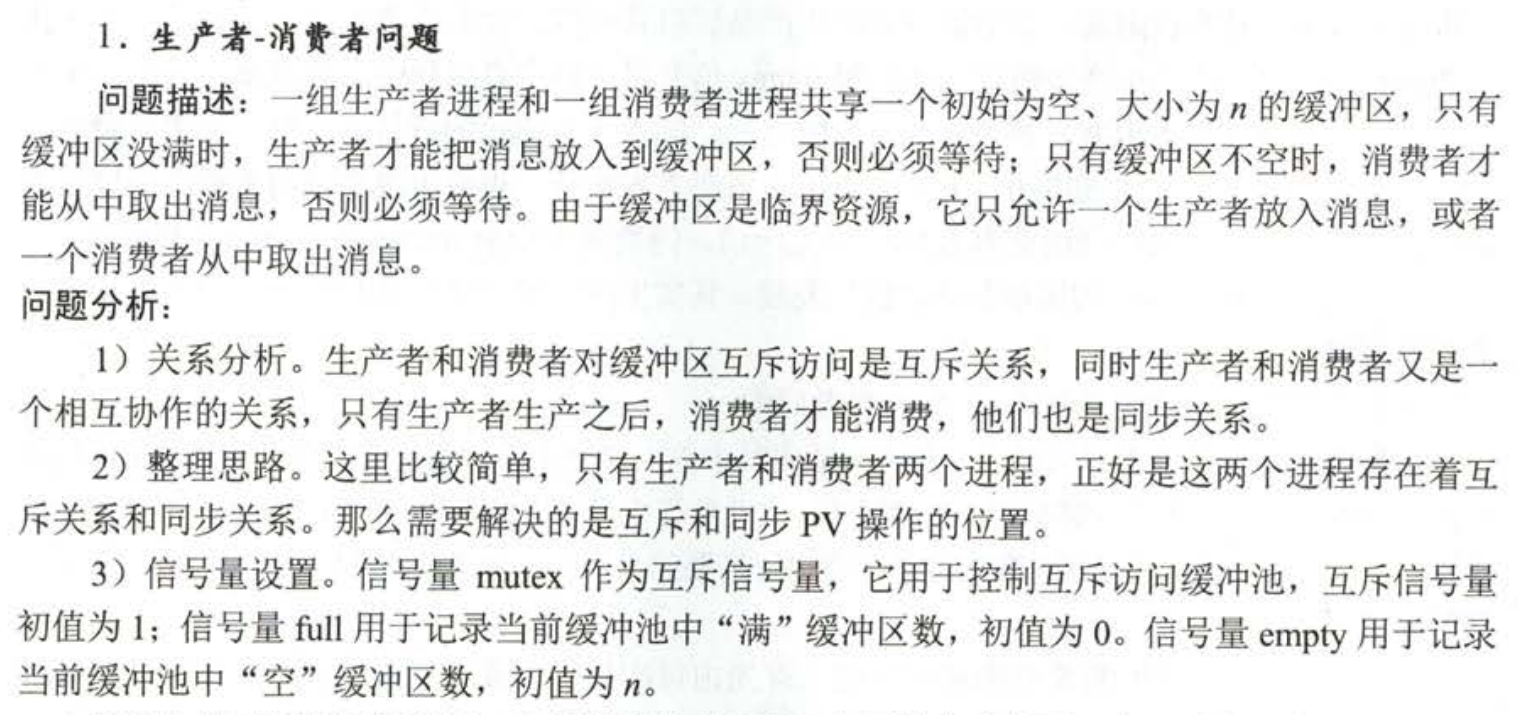 1. 生产者-消费者问题
问题描述：一组生产者进程和一组消费者进程共享一个初始为空、大小为 n 的缓冲区，只有
缓冲区没满时，生产者才能把消息放入到缓冲区，否则必须等待；只有缓冲区不空时，消费者才
能从中取出消息，否则必须等待。由于缓冲区是临界资源，它只允许一个生产者放入消息，或者
一个消费者从中取出消息。
问题分析：
1）关系分析。生产者和消费者对缓冲区互斥访问是互斥关系，同时生产者和消费者又是一
个相互协作的关系，只有生产者生产之后，消费者才能消费，他们也是同步关系。
2）整理思路。这里比较简单，只有生产者和消费者两个进程，正好是这两个进程存在着互
斥关系和同步关系。那么需要解决的是互斥和同步 PV 操作的位置。
3）信号量设置。信号量 mutex 作为互斥信号量，它用于控制互斥访问缓冲池，互斥信号量
初值为 1；信号量 full 用于记录当前缓冲池中“满”缓冲区数，初值为 0。信号量 empty 用于记录
当前缓冲池中“空”缓冲区数，初值为 n。